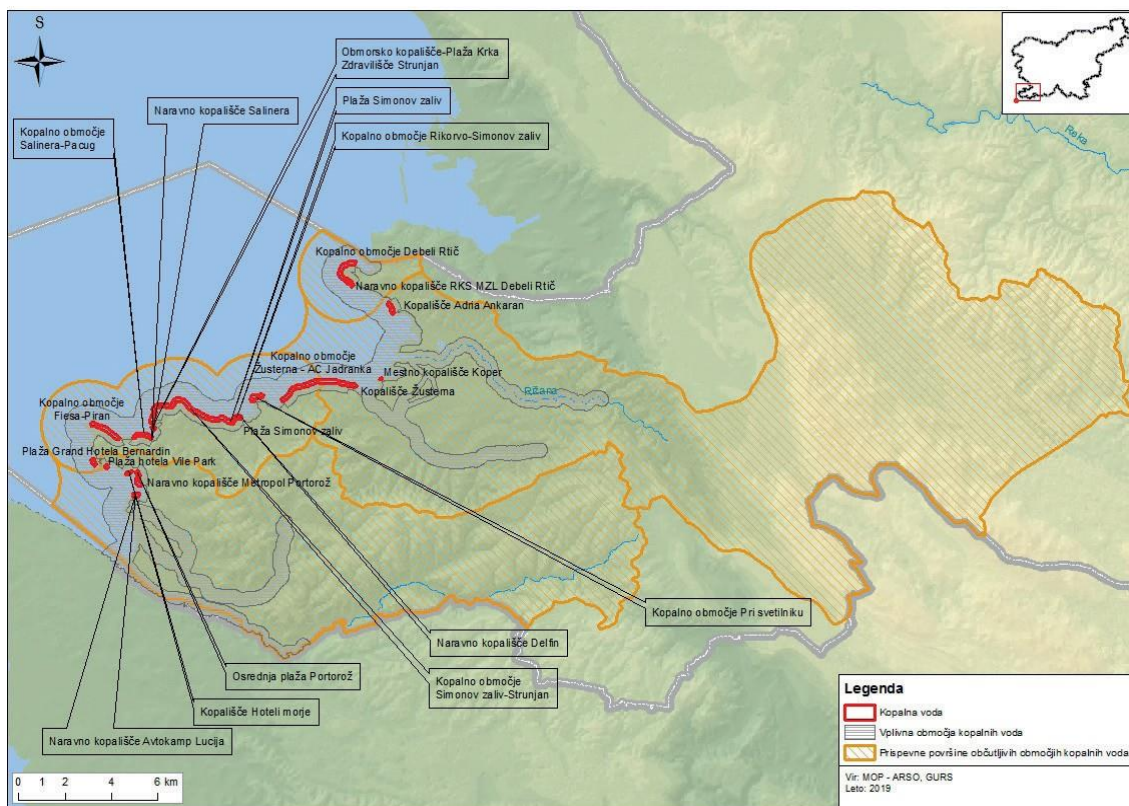 S
Obmorsko kopališče-Plaža Krka
Zdravilišče Strunjan
Naravno kopališče Salinera
Plaža Simonov zaliv
Kopalno območje
Salinera-Pacug
Kopalno območje Rikorvo-Simonov zaliv
Reka
Kopalno območje Debeli Rtič
Naravno kopališče RKS MZL Debeli Rtič
Kopališče Adria Ankaran
Kopalno območje
Žusterna - AC Jadranka
Mestno kopališče Koper
Kopališče Žusterna
Rižana
Kopalno območje
Fiesa-Piran
Plaža Simonov zaliv
Plaža Grand Hotela Bernardin
Plaža hotela Vile Park
Naravno kopališče Metropol Portorož
Kopalno območje Pri svetilniku
Naravno kopališče Delfin
Osrednja plaža Portorož
Kopalno območje
Simonov zaliv-Strunjan
Kopališče Hoteli morje
Naravno kopališče Avtokamp Lucija
0 1 2 4 6 km
Legenda
Kopalna voda
Vplivna območja kopalnih voda
Prispevne površine občutljivih območjih kopalnih voda
Vir: MOP - ARSO, GURS
Leto: 2019